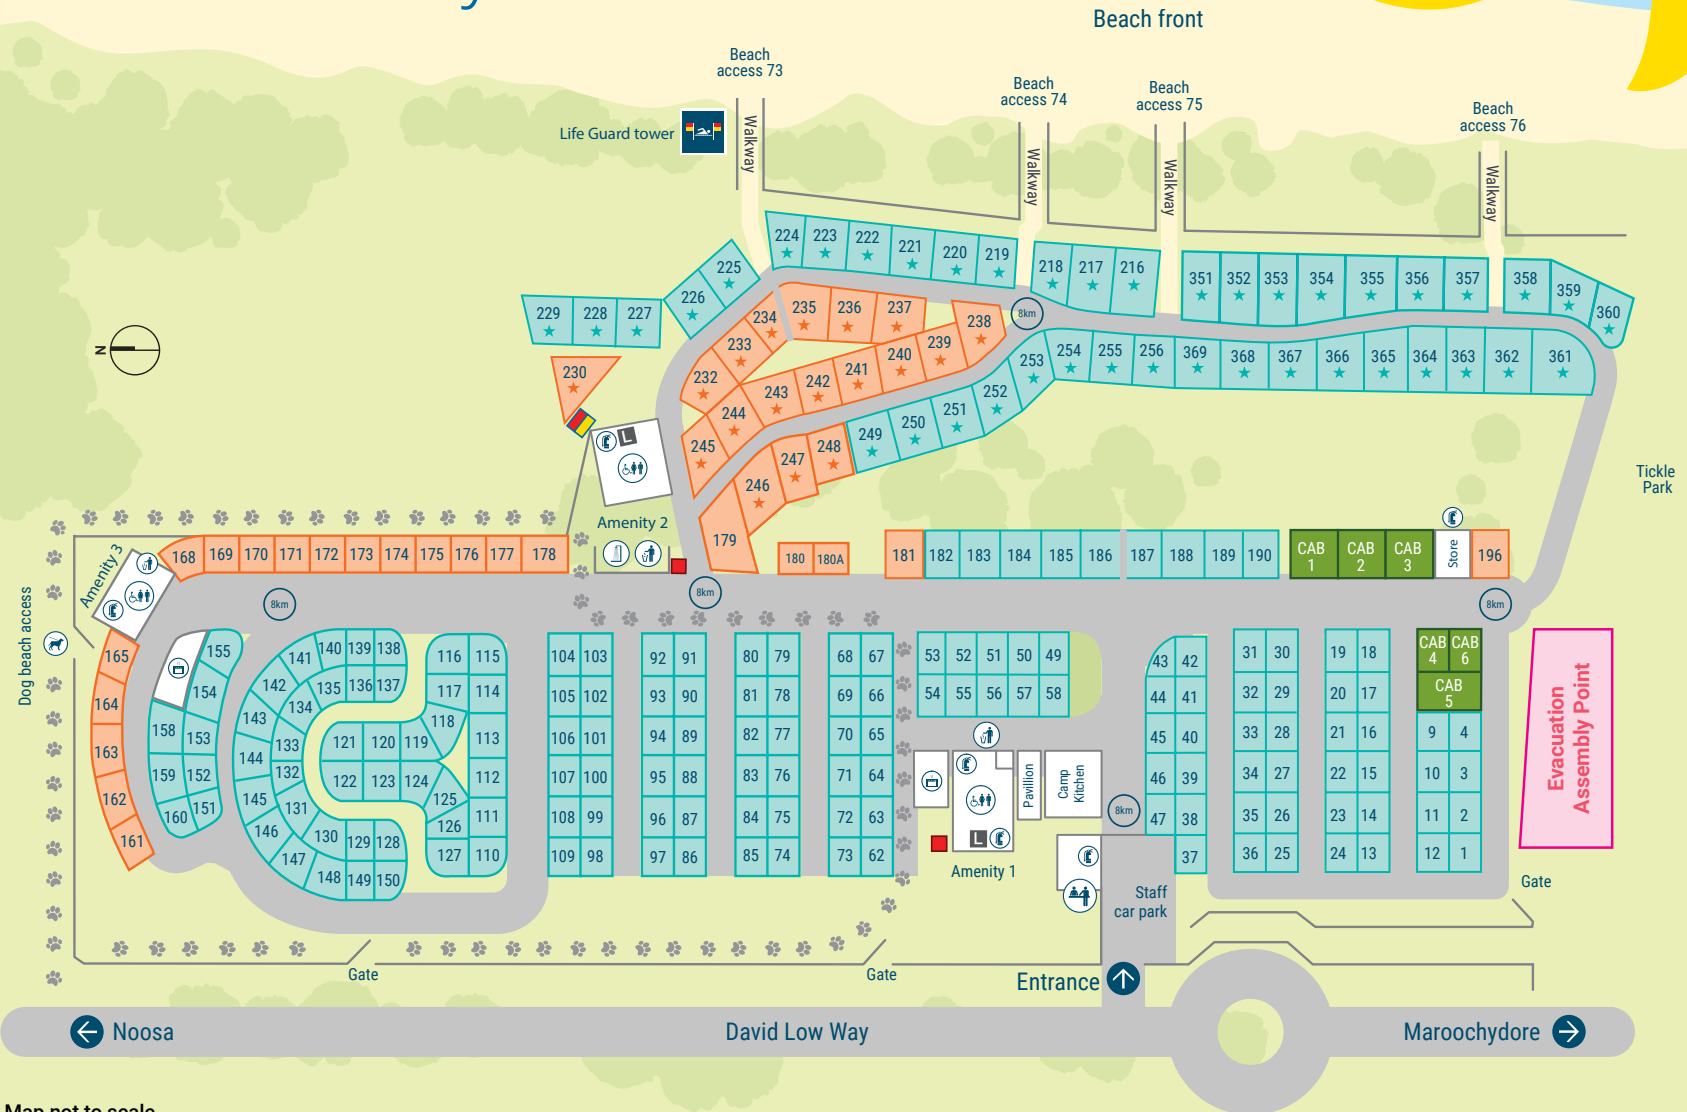 Beach front
Beach
access 73
Beach
access 74
Beach
access 75
Beach
access 76
Life Guard tower
Walkway
Walkway
Walkway
Walkway
224 223 222 221 220 219
218 217 216
351 352 353 354 355 356 357
358 359 360
225
226
229 228 227
230
234 235 236 237
238
233
232
239
240
241
242
243
244
245
253 254 255 256 369 368 367 366 365 364 363 362 361
252
251
250
249
248
247
246
179
8km
N
L
Tickle
Park
Amenity 2
Amenity 3
168 169 170 171 172 173 174 175 176 177 178
180 180A
181 182 183 184 185 186 187 188 189 190
CAB
1
CAB
2
CAB
3
Store
196
8km
8km
8km
Dog beach access
165
164
163
162
161
155
154
158 153
159 152
160 151
140 139 138
141
142
135 136 137
134
143
133
144
132
145
131
146
130 129 128
147
148 149 150
121 120 119
122 123 124
118
125
126
116 115
117 114
113
112
111
127 110
104 103
105 102
106 101
107 100
108 99
109 98
92 91
93 90
94 89
95 88
96 87
97 86
80 79
81 78
82 77
83 76
84 75
85 74
68 67
69 66
70 65
71 64
72 63
73 62
53 52 51 50 49
54 55 56 57 58
Pavillion
Camp
Kitchen
L
Amenity 1
8km
43 42
44 41
45 40
46 39
47 38
37
31 30
32 29
33 28
34 27
35 26
36 25
19 18
20 17
21 16
22 15
23 14
24 13
CAB
4
CAB
6
CAB
5
9 4
10 3
11 2
12 1
Evacuation
Assembly Point
Staff
car park
Gate
Gate
Gate
Entrance
Noosa
David Low Way
Maroochydore
Map not to scale